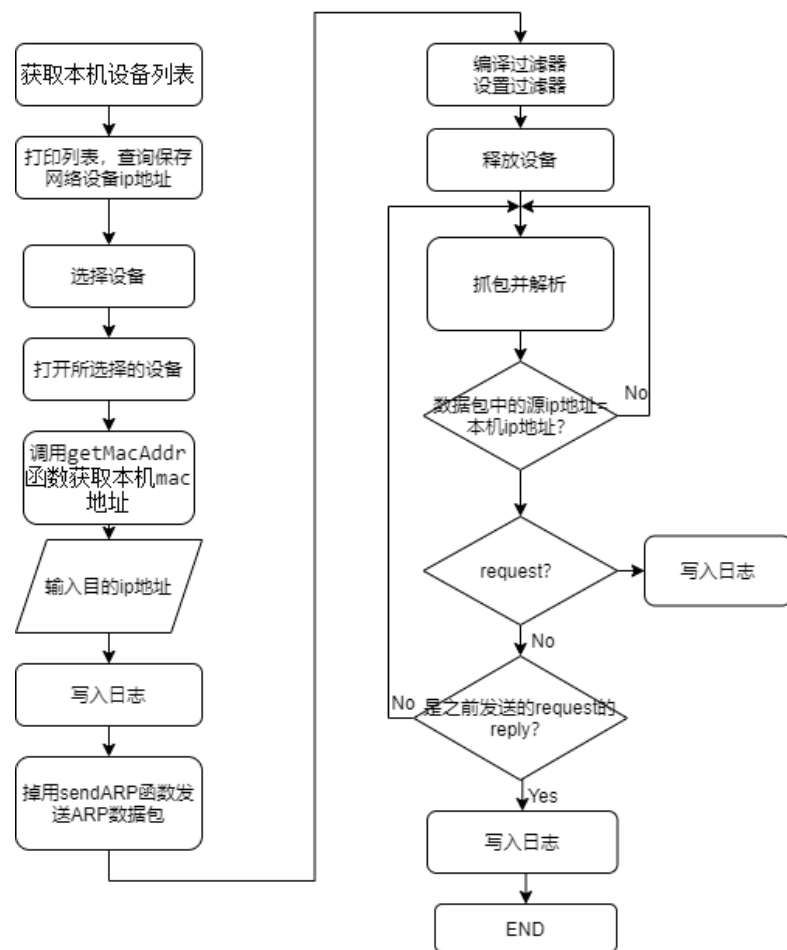 获取本机设备列表
打印列表，查询保存
网络设备ip地址
选择设备
打开所选择的设备
调用getMacAddr
函数获取本机mac
地址
输入目的ip地址
写入日志
掉用sendARP函数发
送ARP数据包
编译过滤器
设置过滤器
释放设备
抓包并解析
数据包中的源ip地址=
本机ip地址？
No
request？
写入日志
No
是之前发送的request的
reply？
No
Yes
写入日志
END